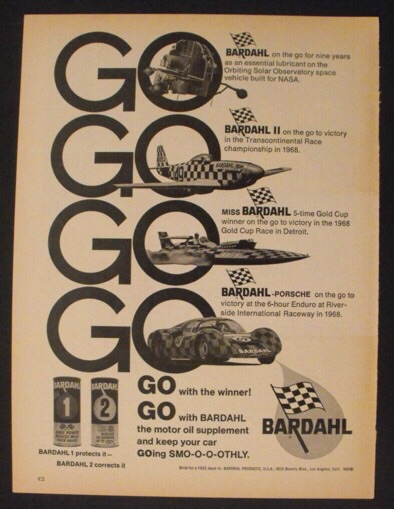 GO
BARDAHL on the go for nine years
as an essential lubricant on the
Orbiting Solar Observatory space
vehicle built for NASA.
GO
BARDAHL II on the go to victory
in the Transcontinental Race
championship in 1968.
GO
MISS BARDAHL 5-time Gold Cup
winner on the go to victory in the 1968
Gold Cup Race in Detroit.
GO
BARDAHL-PORSCHE on the go to
victory at the 6-hour Enduro at River-
side International Raceway in 1968.
BARDAHL
BARDAHL
1
BARDAHL
2
BARDAHL 1 protects it—
BARDAHL 2 corrects it
GO with the winner!
GO with BARDAHL
the motor oil supplement
and keep your car
GOing SMO-O-O-OTHLY.
BARDAHL